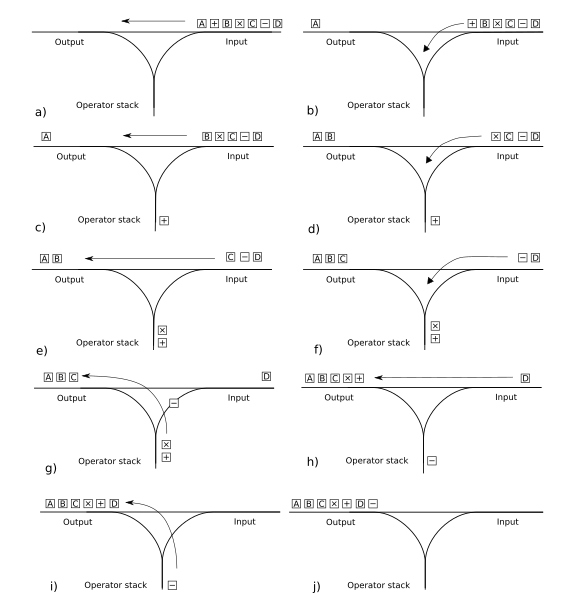 A + B × C − D
Output Input
Operator stack
a)
A + B × C − D
Output Input
Operator stack
b)
A B × C − D
Output Input
Operator stack +
c)
A B × C − D
Output Input
Operator stack +
d)
A B C − D
Output Input
×
Operator stack +
e)
A B C − D
Output Input
×
Operator stack +
f)
A B C D
Output − Input
×
Operator stack +
g)
A B C × + D
Output Input
Operator stack −
h)
A B C × + D
Output Input
Operator stack −
i)
A B C × + D −
Output Input
Operator stack
j)